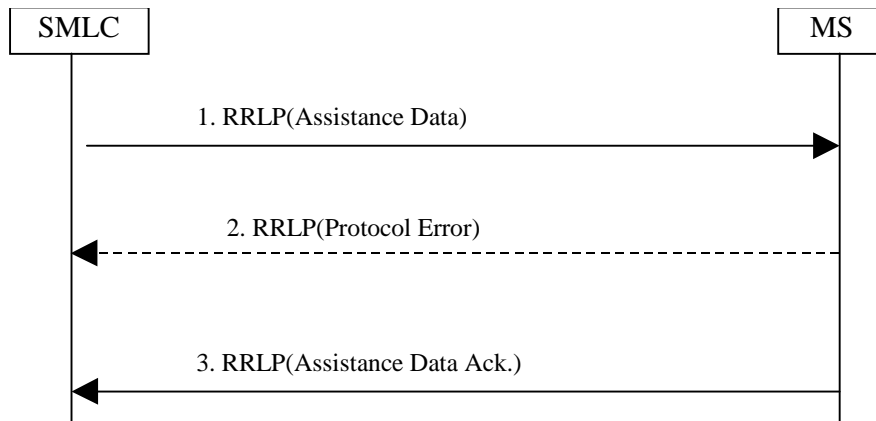 SMLC
MS
1. RRLP(Assistance Data)
2. RRLP(Protocol Error)
3. RRLP(Assistance Data Ack.)